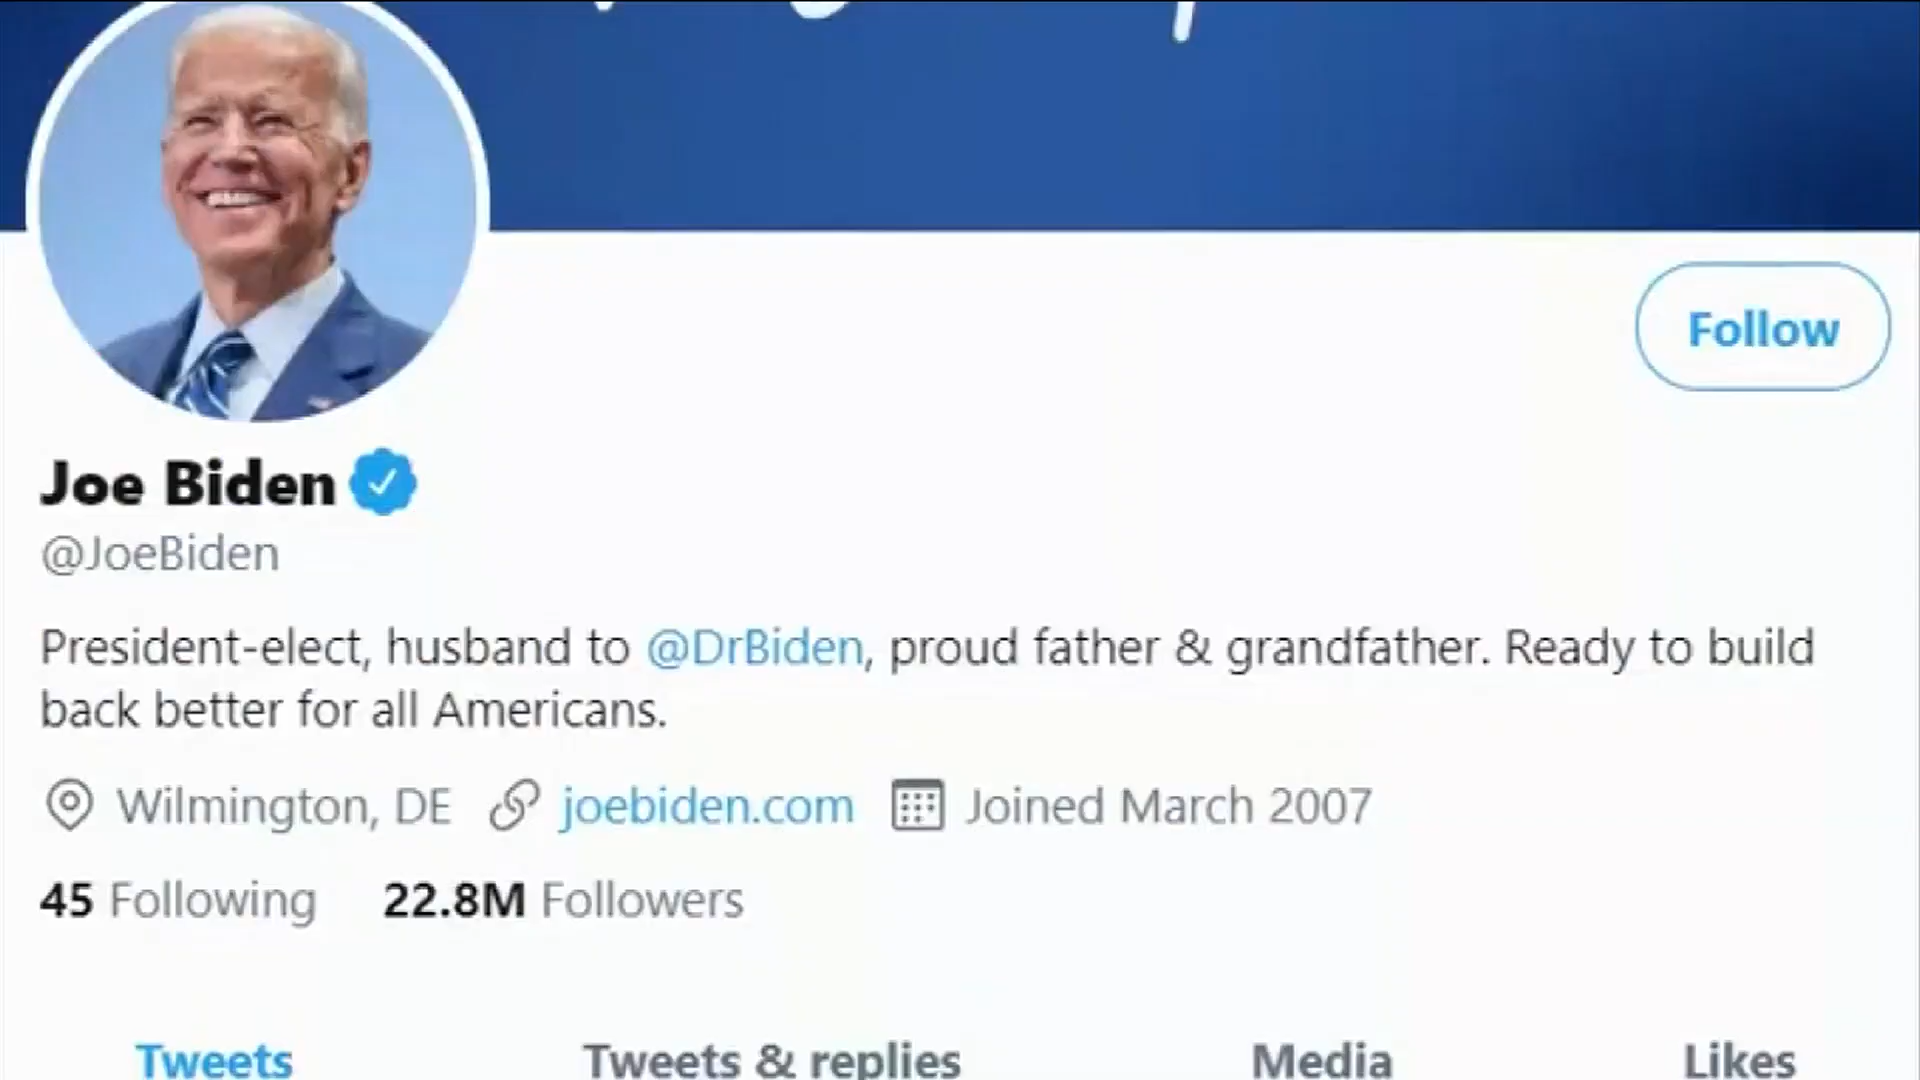 Follow
Joe Biden
@JoeBiden
President-elect, husband to @DrBiden, proud father & grandfather. Ready to build
back better for all Americans.
Wilmington, DE joebiden.com Joined March 2007
45 Following 22.8M Followers
Tweets Tweets & replies Media Likes